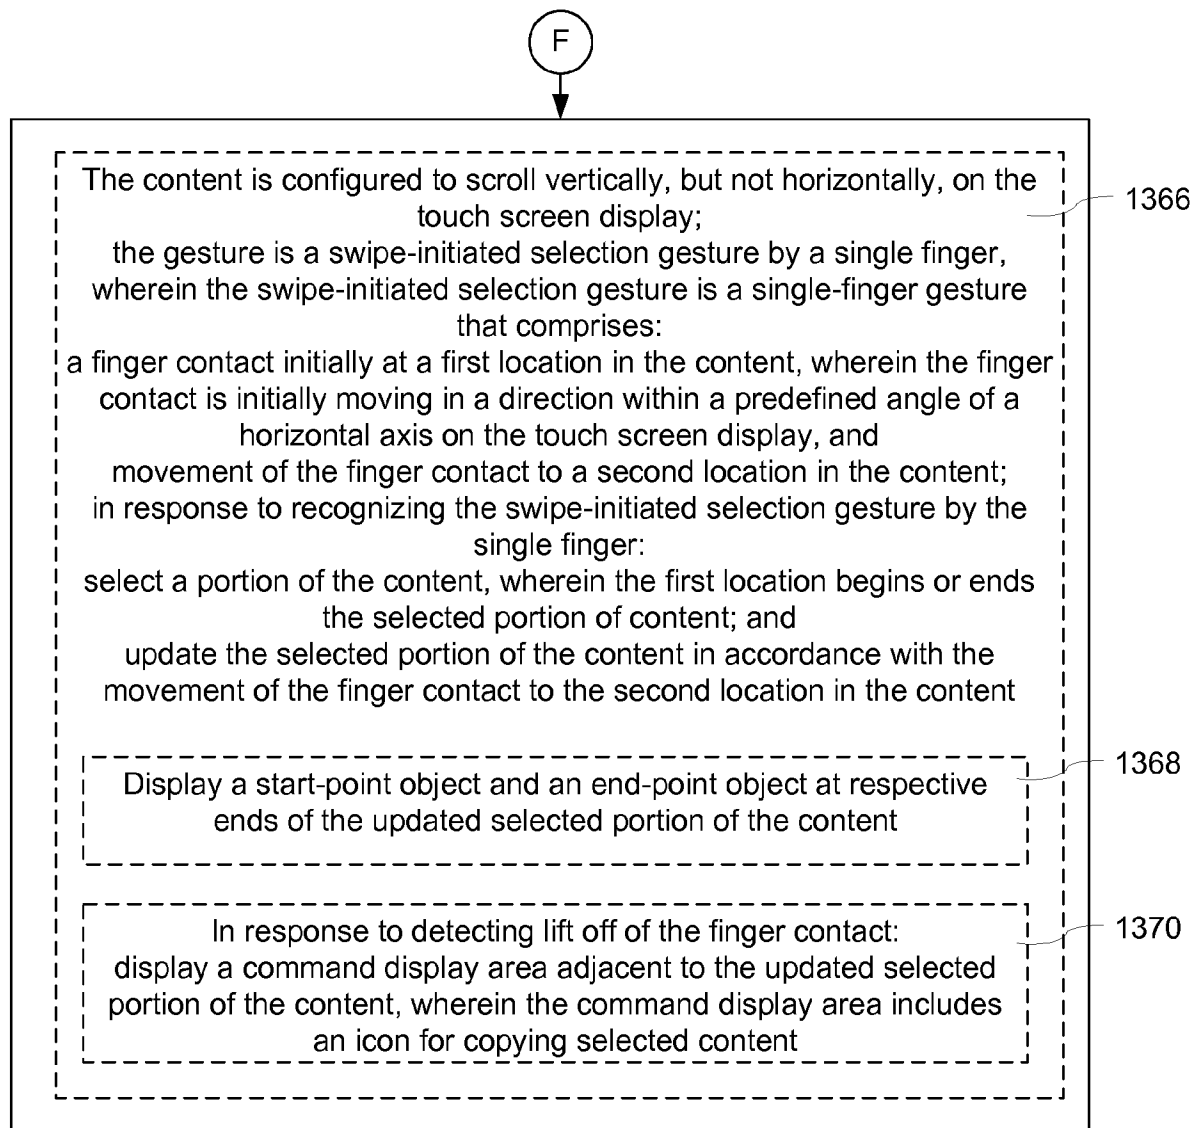 F
The content is configured to scroll vertically, but not horizontally, on the
touch screen display;
the gesture is a swipe-initiated selection gesture by a single finger,
wherein the swipe-initiated selection gesture is a single-finger gesture
that comprises:
a finger contact initially at a first location in the content, wherein the finger
contact is initially moving in a direction within a predefined angle of a
horizontal axis on the touch screen display, and
movement of the finger contact to a second location in the content;
in response to recognizing the swipe-initiated selection gesture by the
single finger:
select a portion of the content, wherein the first location begins or ends
the selected portion of content; and
update the selected portion of the content in accordance with the
movement of the finger contact to the second location in the content
1366
Display a start-point object and an end-point object at respective
ends of the updated selected portion of the content
1368
In response to detecting lift off of the finger contact:
display a command display area adjacent to the updated selected
portion of the content, wherein the command display area includes
an icon for copying selected content
1370